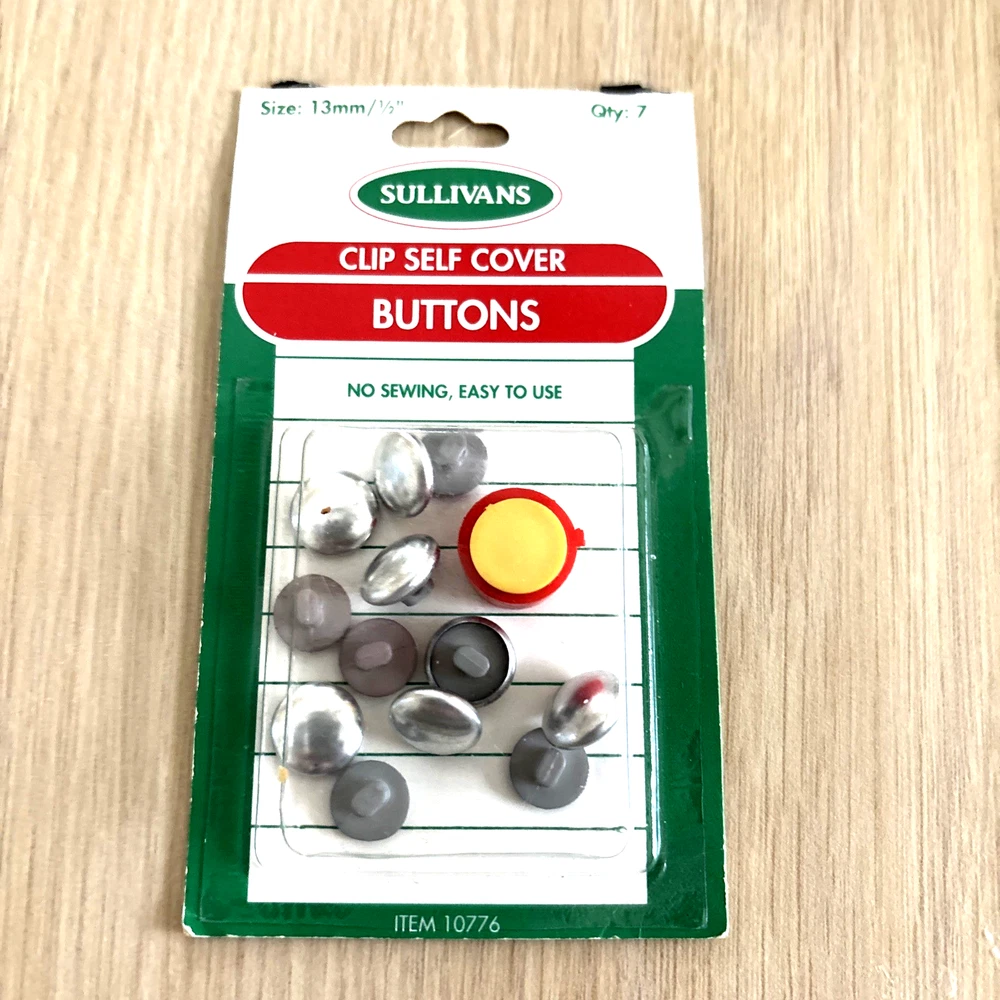 Size: 13mm/½" Qty: 7
SULLIVANS
CLIP SELF COVER
BUTTONS
NO SEWING, EASY TO USE
ITEM 10776